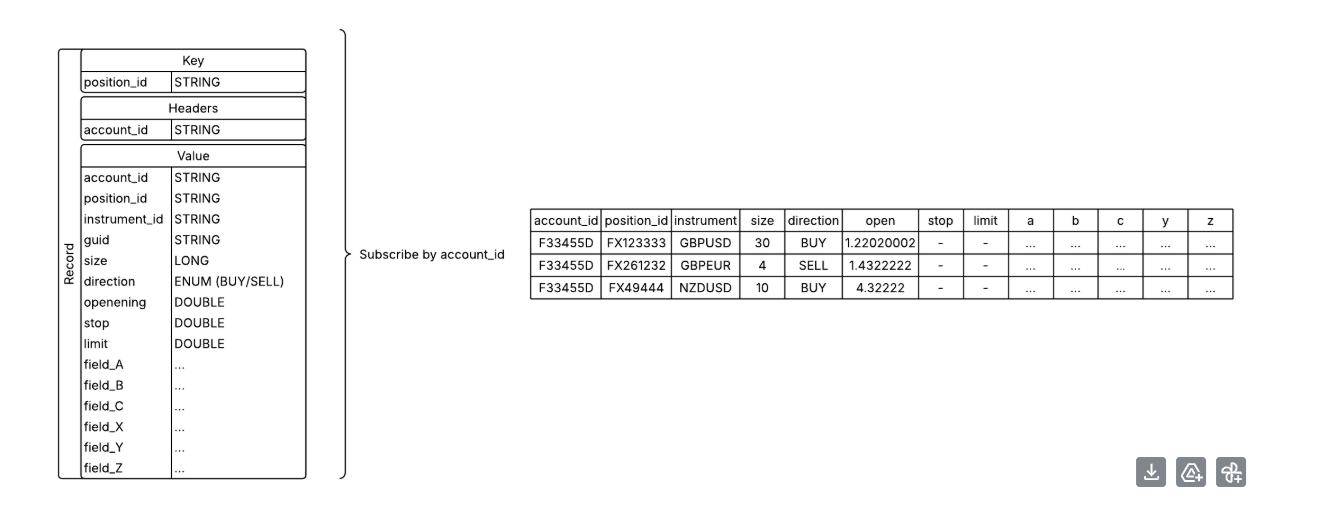 Key
position_id STRING
Headers
account_id STRING
Value
account_id STRING
position_id STRING
instrument_id STRING
guid STRING
size LONG
direction ENUM (BUY/SELL)
openening DOUBLE
stop DOUBLE
limit DOUBLE
field_A ...
field_B ...
field_C ...
field_X ...
field_Y ...
field_Z ...
Record
Subscribe by account_id
account_id position_id instrument size direction open stop limit a b c y z
F33455D FX123333 GBPUSD 30 BUY 1.22020002 - - ... ... ... ... ...
F33455D FX261232 GBPEUR 4 SELL 1.4322222 - - ... ... ... ... ...
F33455D FX49444 NZDUSD 10 BUY 4.32222 - - ... ... ... ... ...